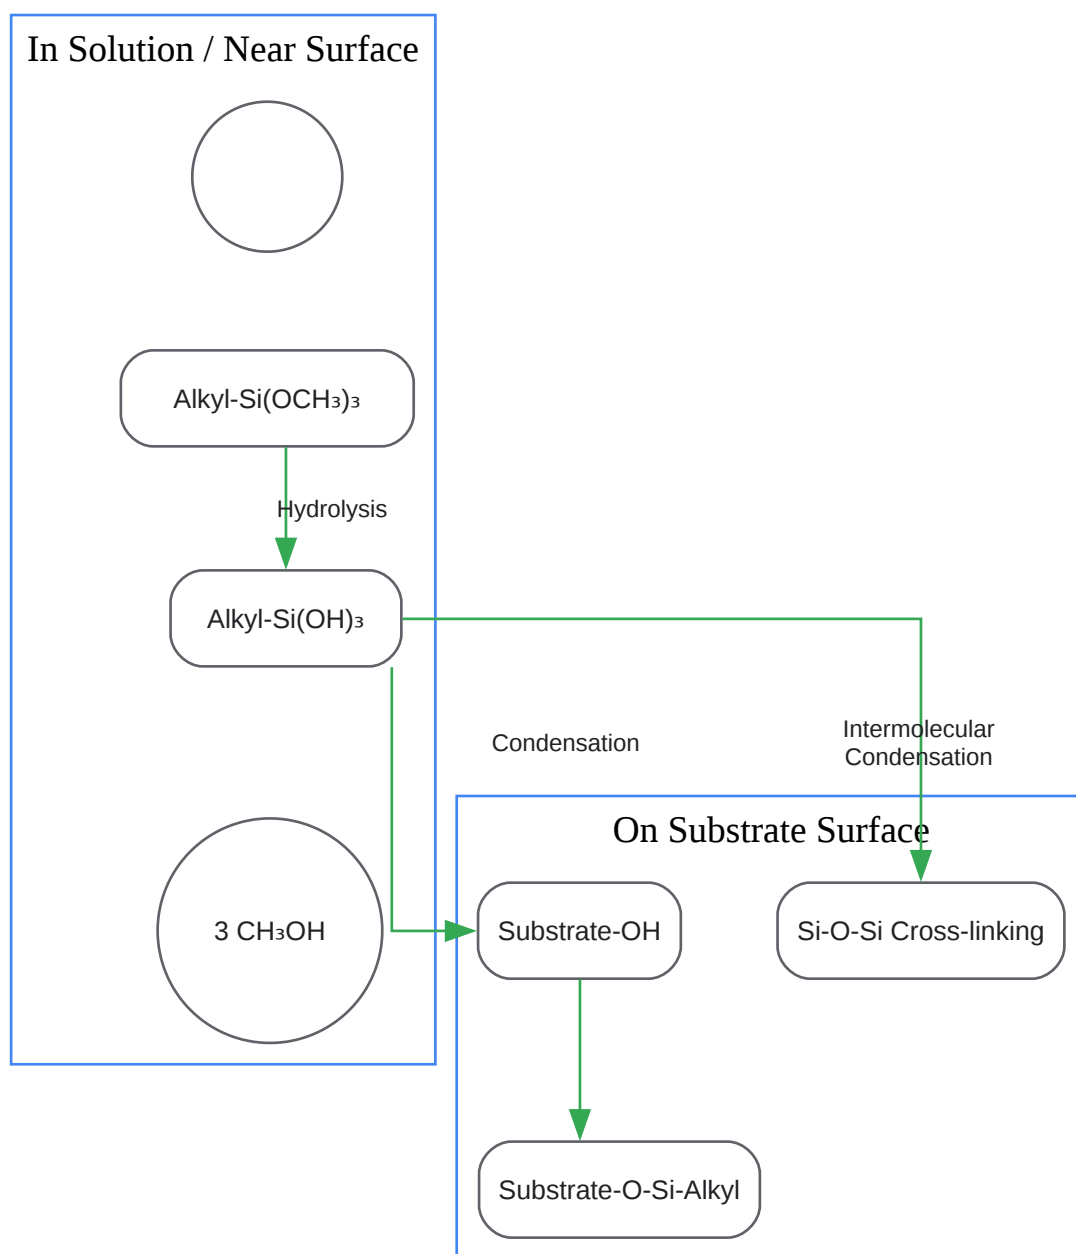 In Solution / Near Surface
Alkyl-Si(OCH₃)₃
Hydrolysis
Alkyl-Si(OH)₃
Condensation
Intermolecular
Condensation
On Substrate Surface
3 CH₃OH
Substrate-OH
Si-O-Si Cross-linking
Substrate-O-Si-Alkyl